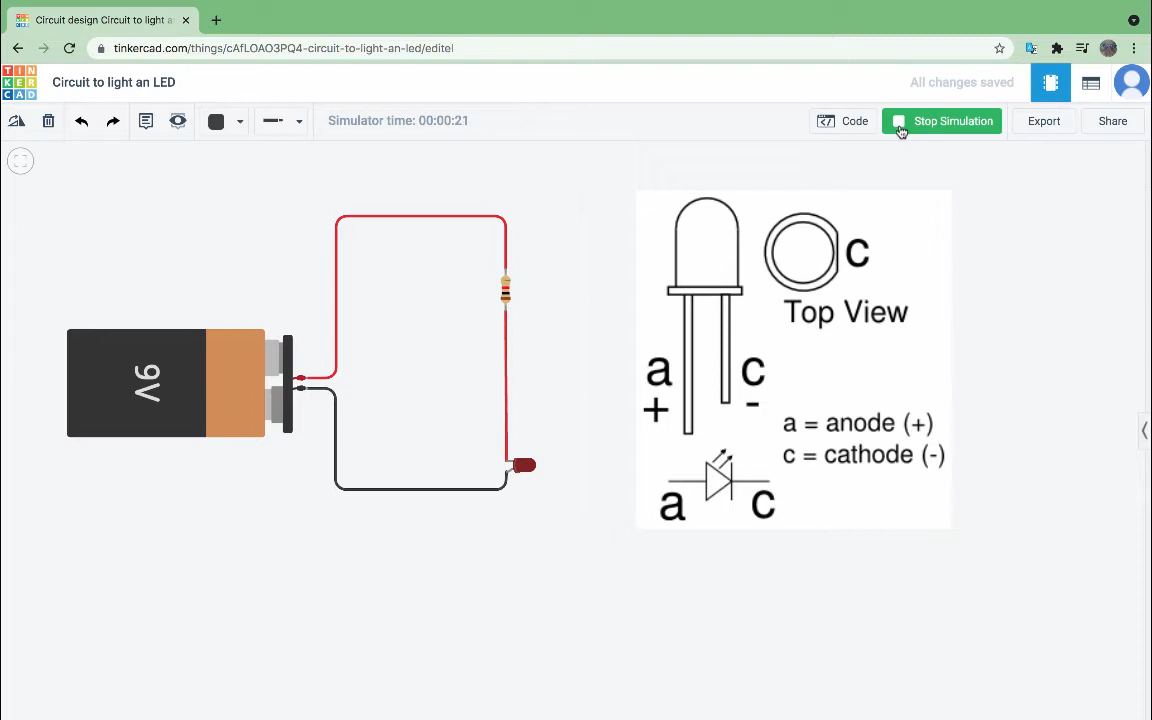 Circuit design Circuit to light a
tinkercad.com/things/cAfLOAO3PQ4-circuit-to-light-an-led/editel
TIN
KER
CAD
Circuit to light an LED
All changes saved
Simulator time: 00:00:21
Code
Stop Simulation
Export
Share
9V
c
Top View
a
c
+
-
a = anode (+)
c = cathode (-)
a
c